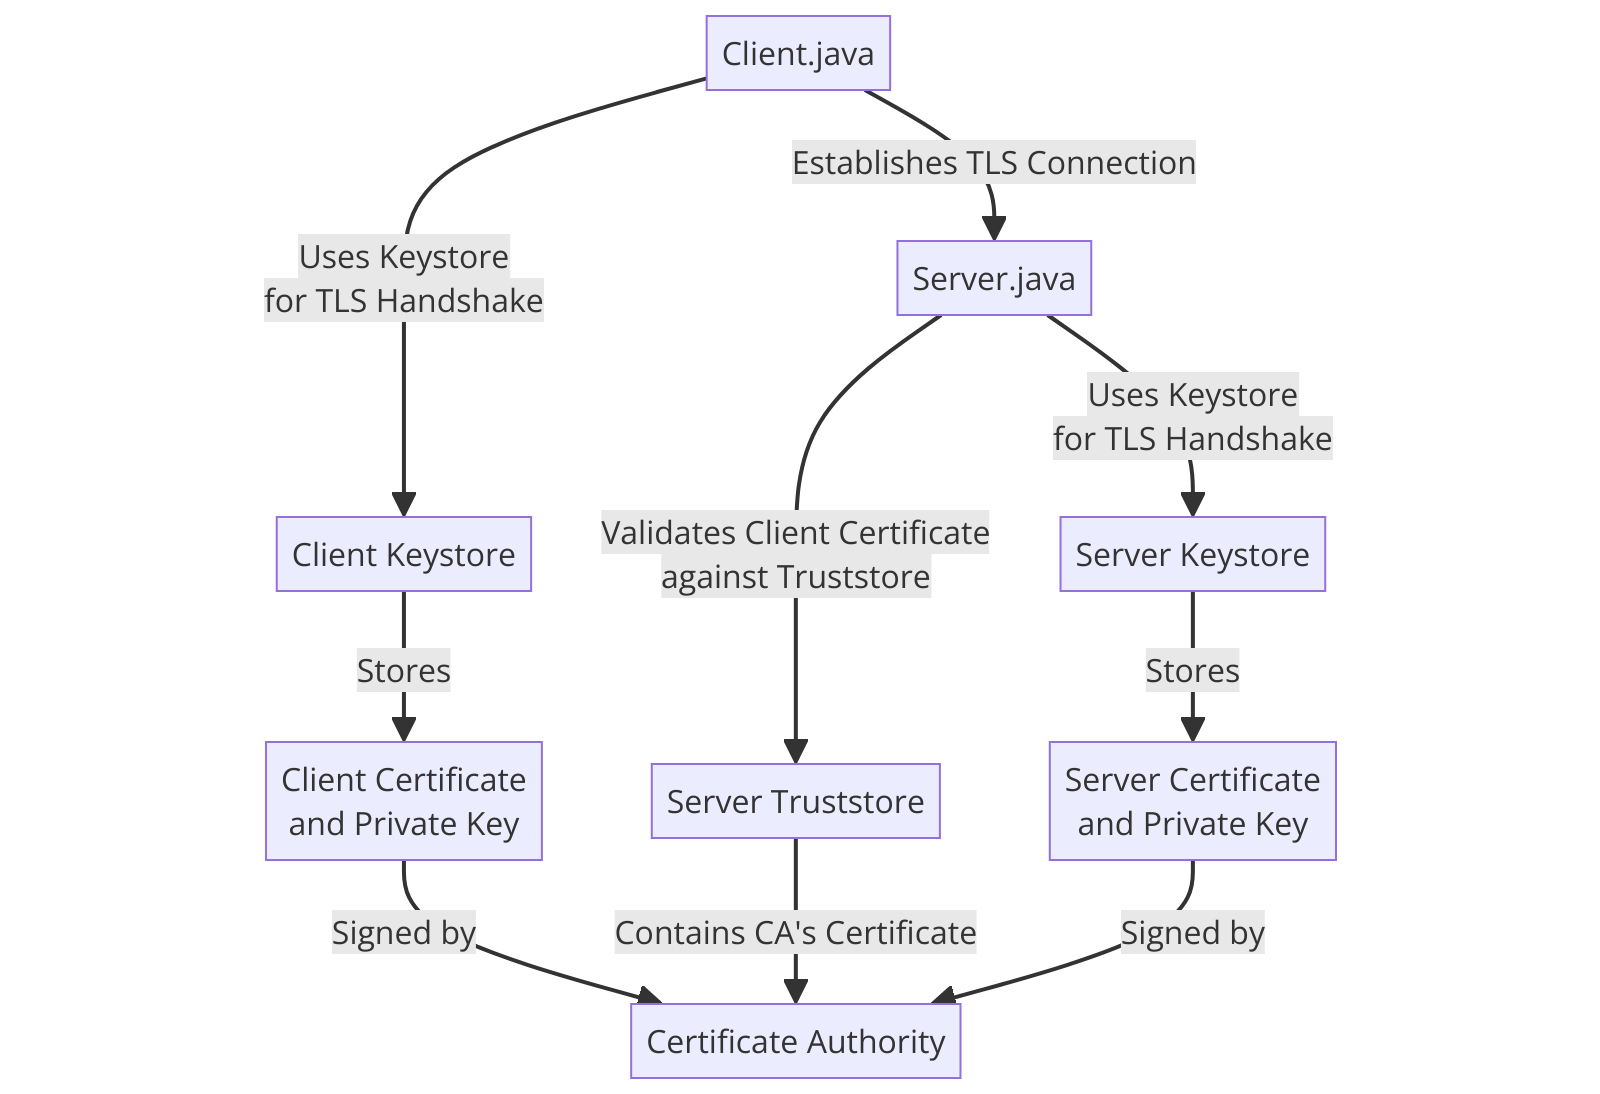 Client.java
Establishes TLS Connection
Uses Keystore
for TLS Handshake
Server.java
Uses Keystore
for TLS Handshake
Validates Client Certificate
against Truststore
Client Keystore
Server Keystore
Stores
Stores
Client Certificate
and Private Key
Server Truststore
Server Certificate
and Private Key
Signed by
Contains CA's Certificate
Signed by
Certificate Authority